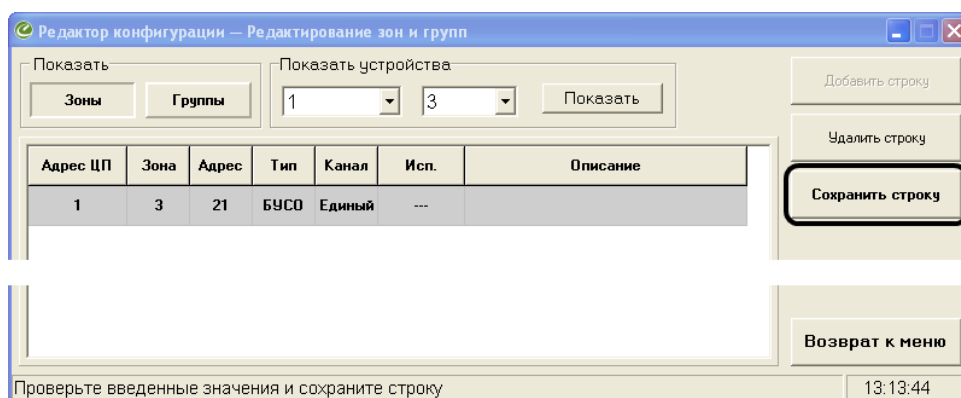 Редактор конфигурации — Редактирование зон и групп
Показать
Зоны
Группы
Показать устройства
1
3
Показать
Добавить строку
Удалить строку
Сохранить строку
Адрес ЦП Зона Адрес Тип Канал Исп. Описание
1 3 21 БУСО Единый ---
Возврат к меню
Проверьте введенные значения и сохраните строку
13:13:44